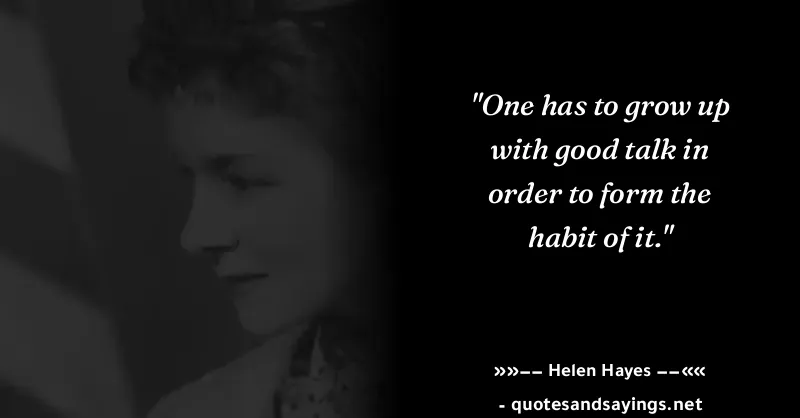 "One has to grow up
with good talk in
order to form the
habit of it."
»»−− Helen Hayes −−««
- quotesandsayings.net